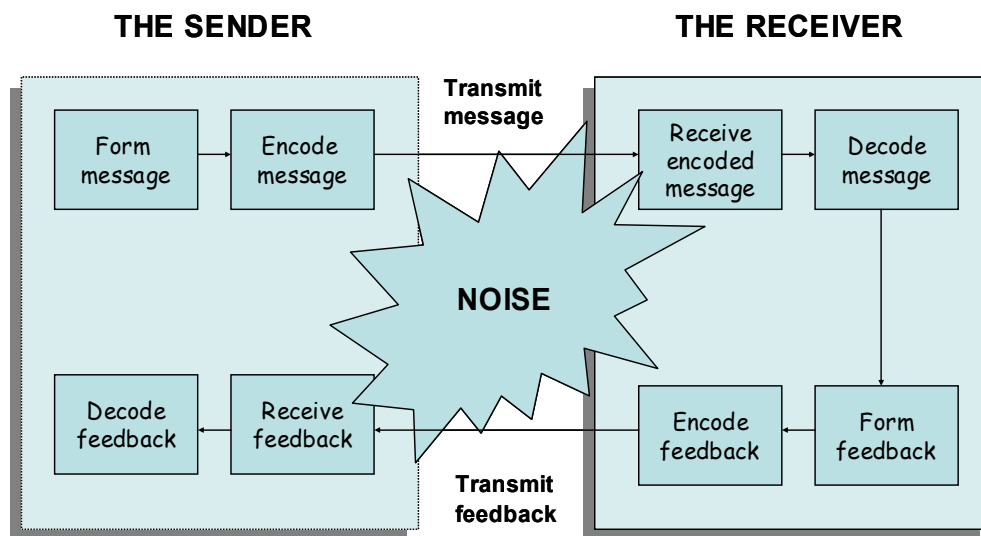 THE SENDER
THE RECEIVER
Transmit
message
Form
message
Encode
message
Receive
encoded
message
Decode
message
NOISE
Decode
feedback
Receive
feedback
Encode
feedback
Form
feedback
Transmit
feedback